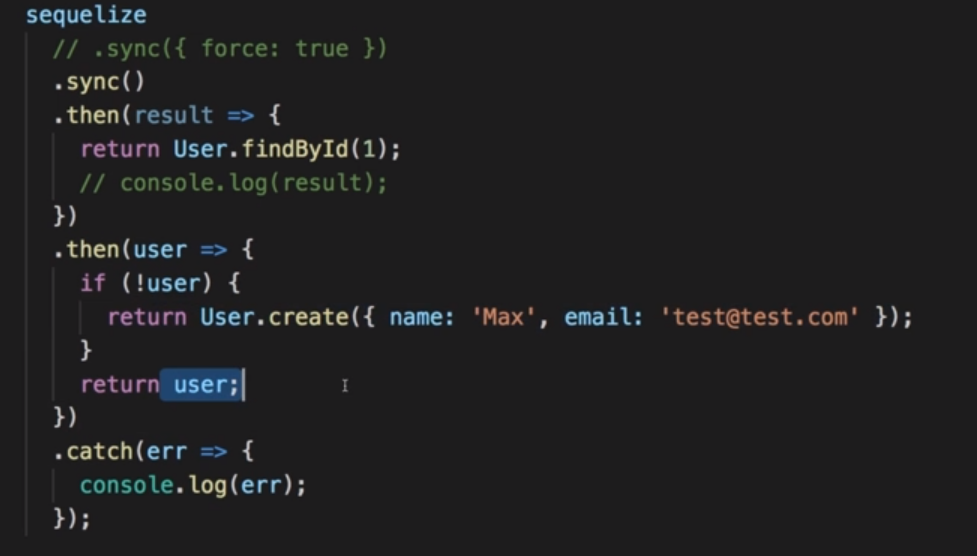 sequelize
// .sync({ force: true })
.sync()
.then(result => {
return User.findById(1);
// console.log(result);
})
.then(user => {
if (!user) {
return User.create({ name: 'Max', email: 'test@test.com' });
}
return user;
})
.catch(err => {
console.log(err);
});